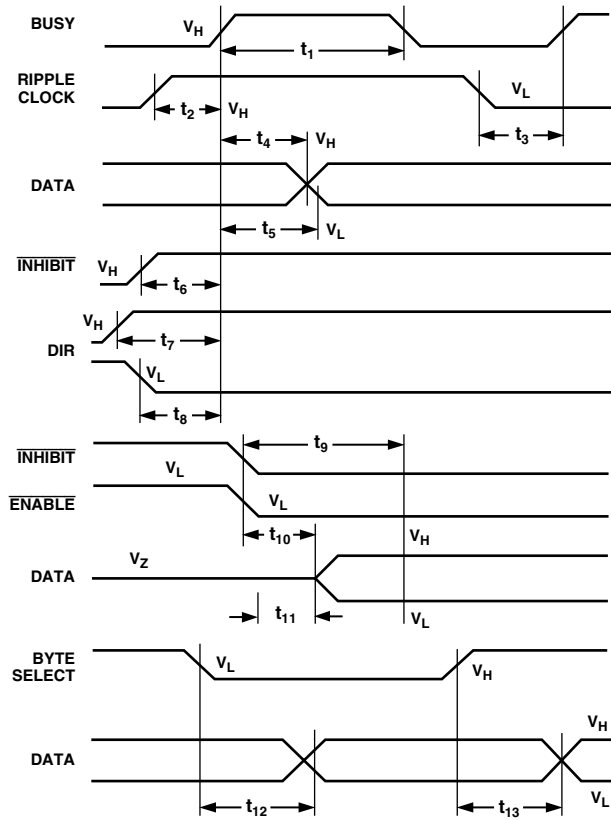 BUSY
V_H
t_1
RIPPLE
CLOCK
t_2
V_H
V_L
t_3
t_4
V_H
DATA
t_5
V_L
INHIBIT
V_H
t_6
V_H
DIR
t_7
V_L
t_8
INHIBIT
t_9
V_L
ENABLE
V_L
t_10
V_H
DATA
V_Z
t_11
V_L
BYTE
SELECT
V_L
V_H
DATA
V_H
V_L
t_12
t_13